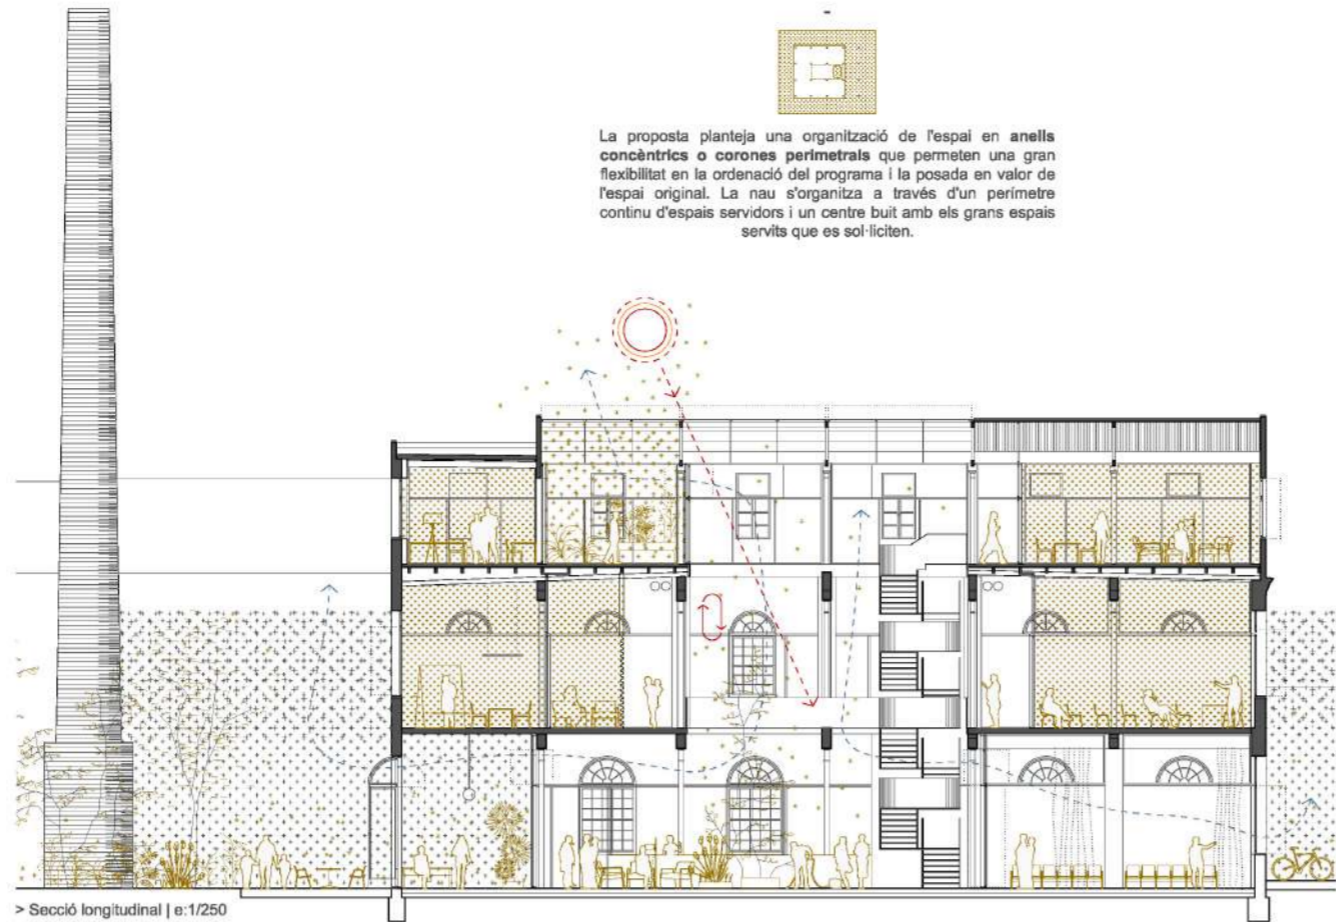 La proposta planteja una organització de l'espai en anells
concèntrics o corones perimetrals que permeten una gran
flexibilitat en la ordenació del programa i la posada en valor de
l'espai original. La nau s'organitza a través d'un perímetre
continu d'espais servidors i un centre buit amb els grans espais
servits que es sol·liciten.
> Secció longitudinal | e:1/250